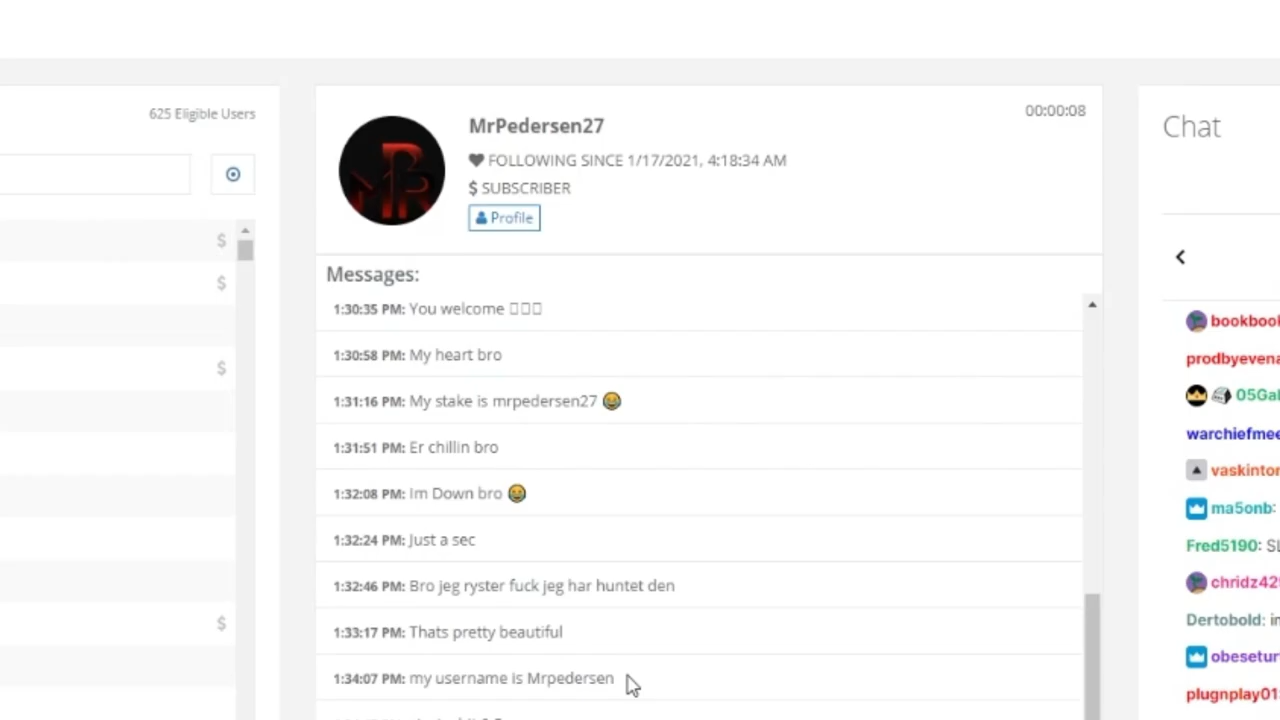 625 Eligible Users
$
$
$
$
MrPedersen27
00:00:08
FOLLOWING SINCE 1/17/2021, 4:18:34 AM
$ SUBSCRIBER
Profile
Messages:
1:30:35 PM: You welcome
1:30:58 PM: My heart bro
1:31:16 PM: My stake is mrpedersen27 😂
1:31:51 PM: Er chillin bro
1:32:08 PM: Im Down bro 😂
1:32:24 PM: Just a sec
1:32:46 PM: Bro jeg ryster fuck jeg har huntet den
1:33:17 PM: Thats pretty beautiful
1:34:07 PM: my username is Mrpedersen
Chat
bookbook
prodbyevena
05Gal
warchiefmee
vaskinton
ma5onb:
Fred5190: SL
chridz42
Dertobold: in
obesetur
plugnplay01